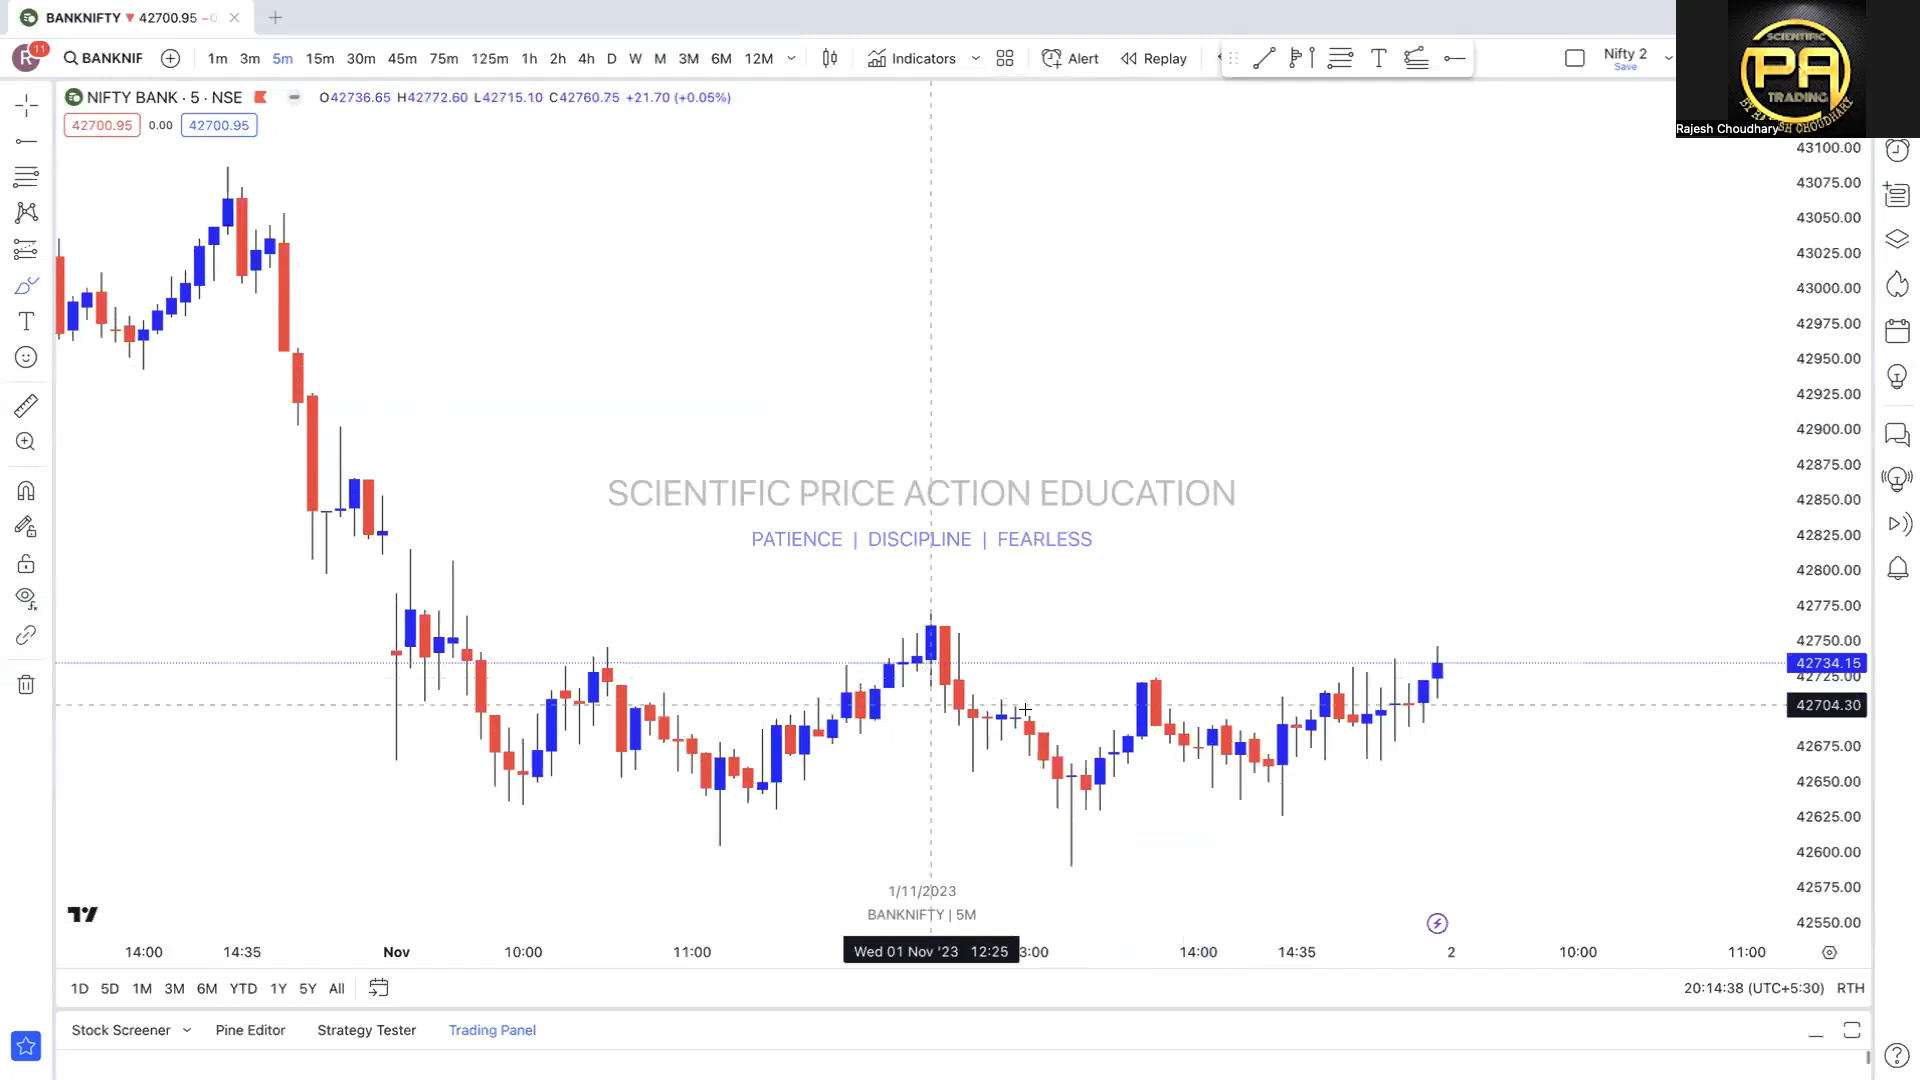 BANKNIFTY ▼ 42700.95
R 11 BANKNIF 1m 3m 5m 15m 30m 45m 75m 125m 1h 2h 4h D W M 3M 6M 12M Indicators Alert Replay T Nifty 2
Save
SCIENTIFIC
PA
TRADING
Rajesh Choudhary
NIFTY BANK · 5 · NSE O42736.65 H42772.60 L42715.10 C42760.75 +21.70 (+0.05%)
42700.95 0.00 42700.95
43100.00
43075.00
43050.00
43025.00
43000.00
42975.00
42950.00
42925.00
42900.00
42875.00
42850.00
42825.00
42800.00
42775.00
42750.00
42734.15
42725.00
42704.30
42675.00
42650.00
42625.00
42600.00
42575.00
42550.00
SCIENTIFIC PRICE ACTION EDUCATION
PATIENCE | DISCIPLINE | FEARLESS
1/11/2023
BANKNIFTY | 5M
14:00 14:35 Nov 10:00 11:00 Wed 01 Nov '23 12:25 3:00 14:00 14:35 2 10:00 11:00
1D 5D 1M 3M 6M YTD 1Y 5Y All 20:14:38 (UTC+5:30) RTH
Stock Screener Pine Editor Strategy Tester Trading Panel